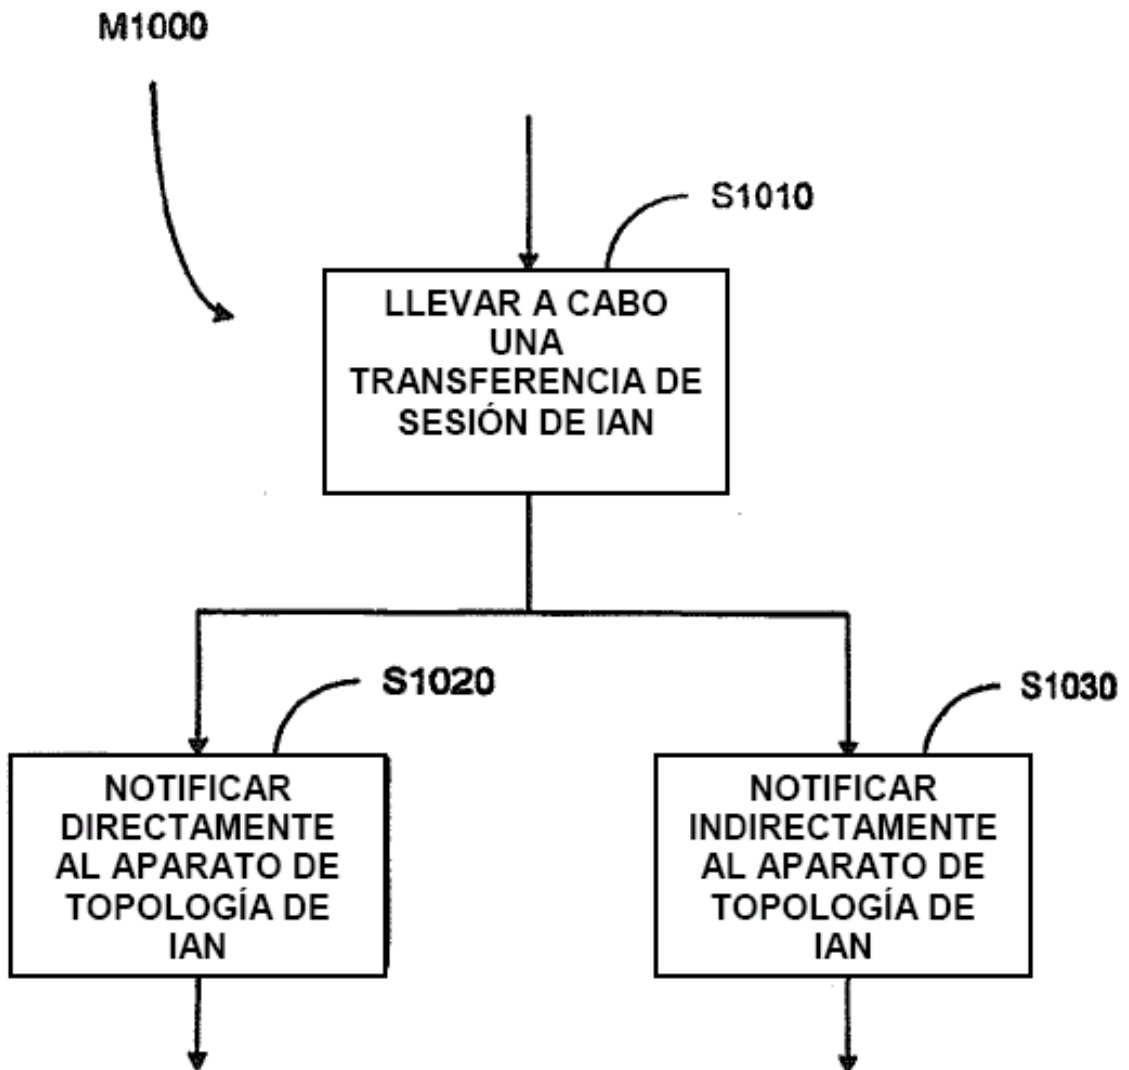 M1000
S1010
LLEVAR A CABO
UNA
TRANSFERENCIA DE
SESIÓN DE IAN
S1020
S1030
NOTIFICAR
DIRECTAMENTE
AL APARATO DE
TOPOLOGÍA DE
IAN
NOTIFICAR
INDIRECTAMENTE
AL APARATO DE
TOPOLOGÍA DE
IAN